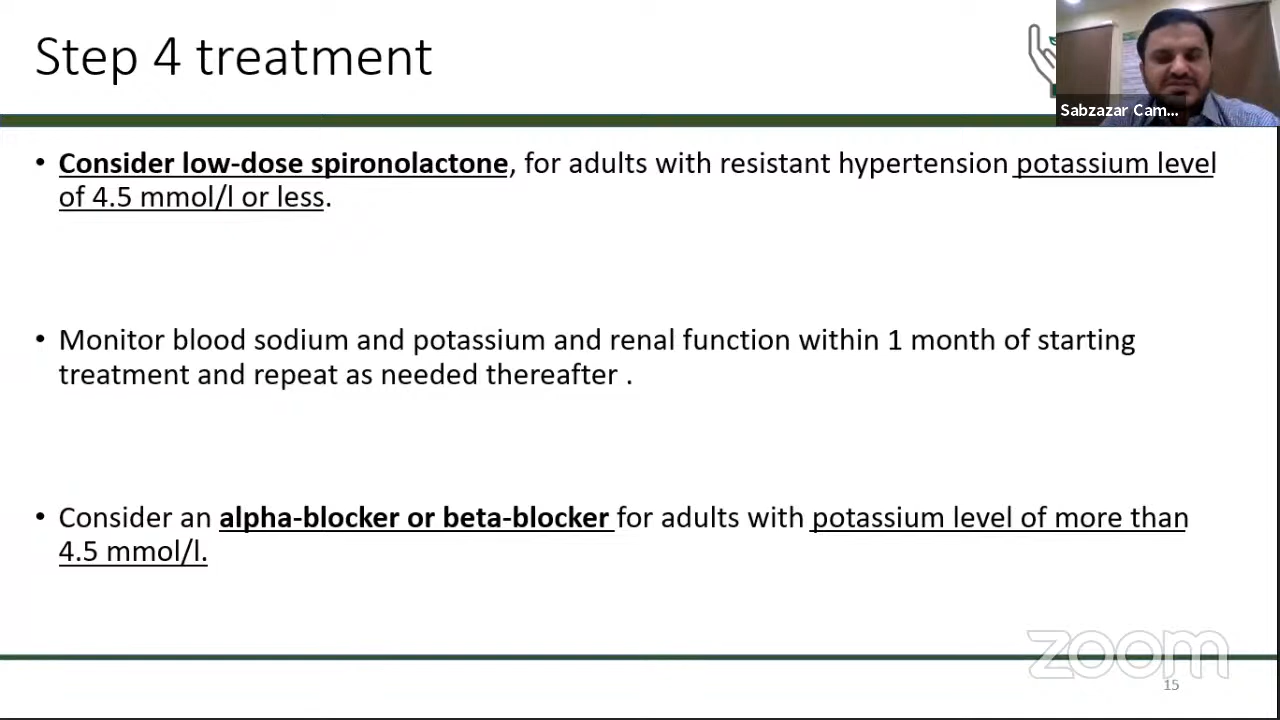 Step 4 treatment
Sabzazar Cam...
• Consider low-dose spironolactone, for adults with resistant hypertension potassium level
of 4.5 mmol/l or less.
• Monitor blood sodium and potassium and renal function within 1 month of starting
treatment and repeat as needed thereafter .
• Consider an alpha-blocker or beta-blocker for adults with potassium level of more than
4.5 mmol/l.
zoom
15